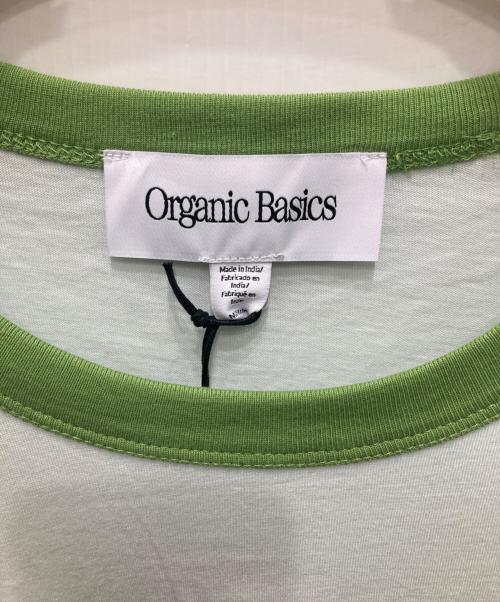 Organic Basics
Made in India/
Fabricado en
India/
Fabriqué en